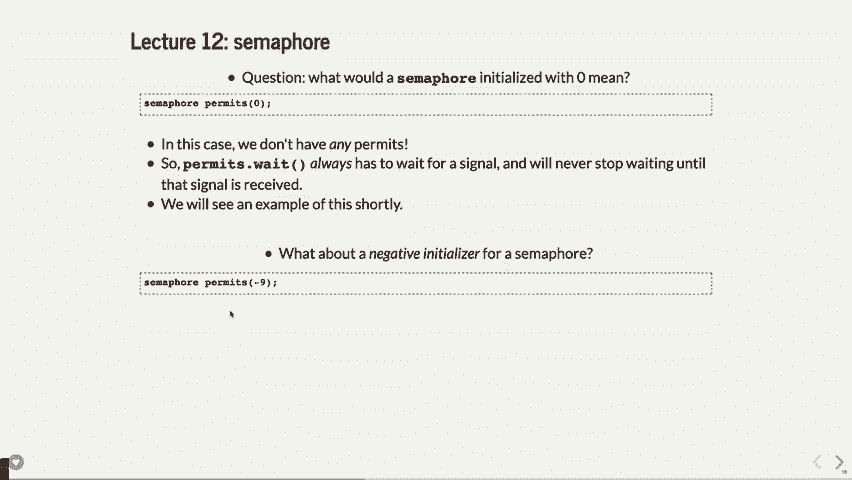 Lecture 12: semaphore
• Question: what would a semaphore initialized with 0 mean?
semaphore permits(0);
• In this case, we don't have any permits!
• So, permits.wait() always has to wait for a signal, and will never stop waiting until
that signal is received.
• We will see an example of this shortly.
• What about a negative initializer for a semaphore?
semaphore permits(-9);